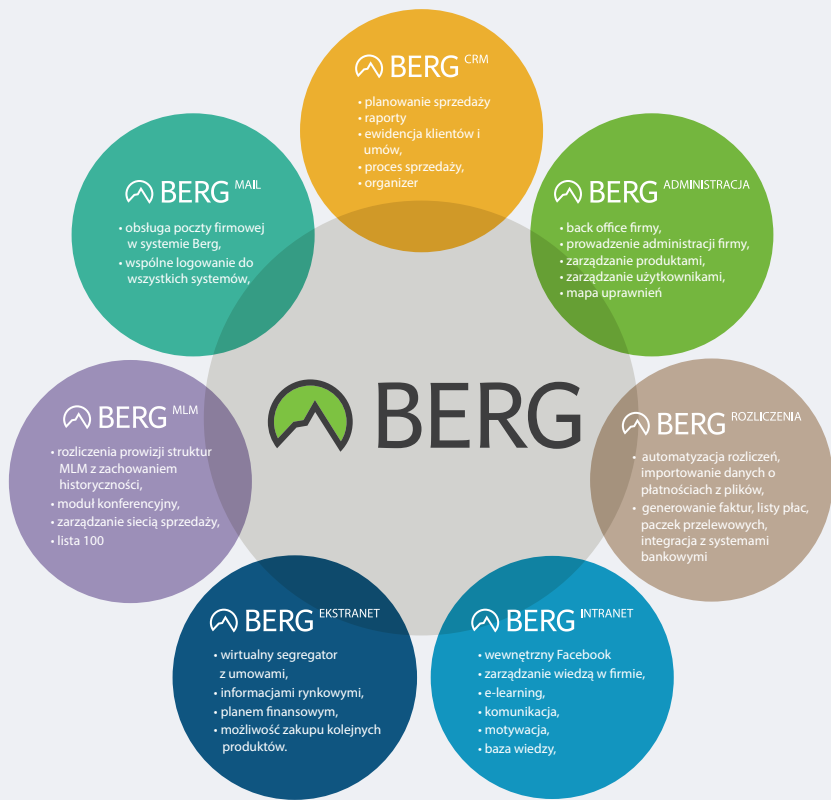 BERG CRM
• planowanie sprzedaży
• raporty
• ewidencja klientów i
umów,
• proces sprzedaży,
• organizer
BERG MAIL
• obsługa poczty firmowej
w systemie Berg,
• wspólne logowanie do
wszystkich systemów,
BERG ADMINISTRACJA
• back office firmy,
• prowadzenie administracji firmy,
• zarządzanie produktami,
• zarządzanie użytkownikami,
• mapa uprawnień
BERG
BERG MLM
• rozliczenia prowizji struktur
MLM z zachowaniem
historyczności,
• moduł konferencyjny,
• zarządzanie siecią sprzedaży,
• lista 100
BERG ROZLICZENIA
• automatyzacja rozliczeń,
importowanie danych o
płatnościach z plików,
• generowanie faktur, listy płac,
paczek przelewowych,
integracja z systemami
bankowymi
BERG EKSTRANET
• wirtualny segregator
z umowami,
• informacjami rynkowymi,
• planem finansowym,
• możliwość zakupu kolejnych
produktów.
BERG INTRANET
• wewnętrzny Facebook
• zarządzanie wiedzą w firmie,
• e-learning,
• komunikacja,
• motywacja,
• baza wiedzy,